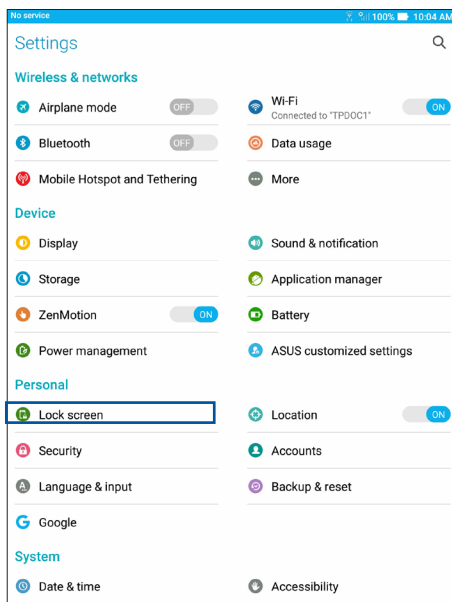 No service 100% 10:04 AM
Settings
Wireless & networks
Airplane mode OFF
Wi-Fi ON
Connected to "TPDOC1"
Bluetooth OFF
Data usage
Mobile Hotspot and Tethering
More
Device
Display
Sound & notification
Storage
Application manager
ZenMotion ON
Battery
Power management
ASUS customized settings
Personal
Lock screen
Location ON
Security
Accounts
Language & input
Backup & reset
Google
System
Date & time
Accessibility